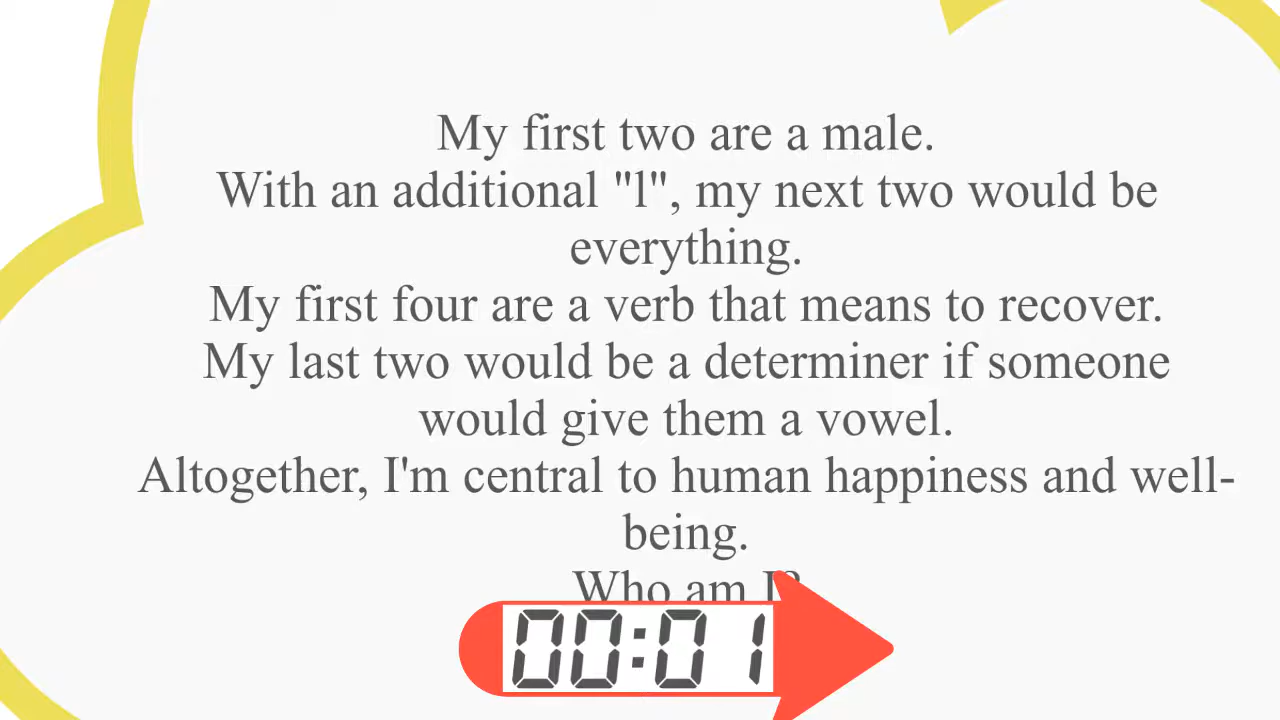 My first two are a male.
With an additional "l", my next two would be
everything.
My first four are a verb that means to recover.
My last two would be a determiner if someone
would give them a vowel.
Altogether, I'm central to human happiness and well-
being.
Who am I?
00:01